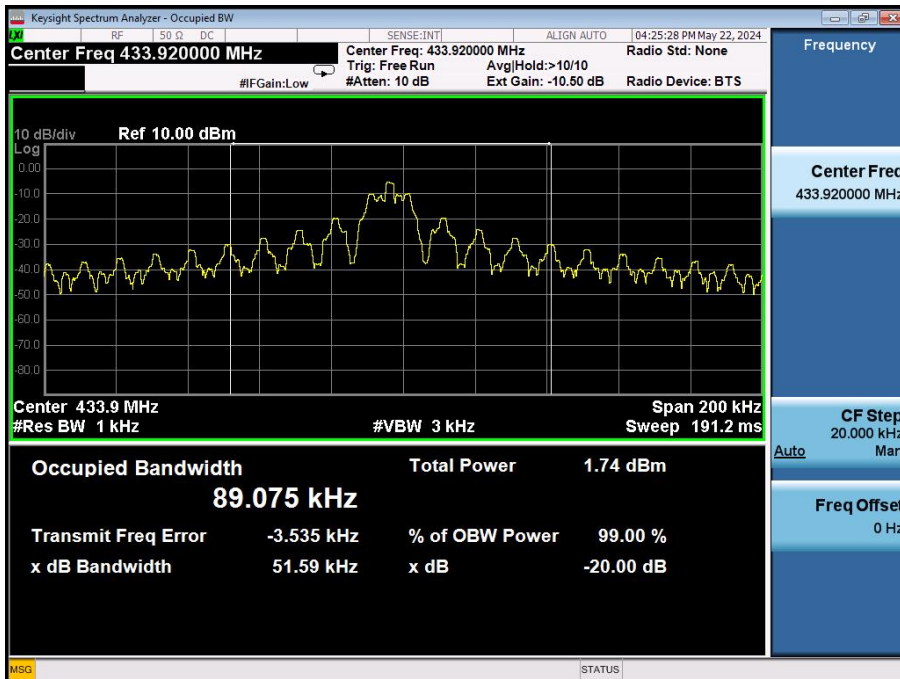 Keysight Spectrum Analyzer - Occupied BW
LXI
RF 50 Ω DC SENSE:INT ALIGN AUTO 04:25:28 PM May 22, 2024
Center Freq 433.920000 MHz
Center Freq: 433.920000 MHz Radio Std: None
Trig: Free Run Avg|Hold:>10/10
#IFGain:Low #Atten: 10 dB Ext Gain: -10.50 dB Radio Device: BTS
10 dB/div Ref 10.00 dBm
Log
0.00
-10.0
-20.0
-30.0
-40.0
-50.0
-60.0
-70.0
-80.0
Center 433.9 MHz Span 200 kHz
#Res BW 1 kHz #VBW 3 kHz Sweep 191.2 ms
Occupied Bandwidth Total Power 1.74 dBm
89.075 kHz
Transmit Freq Error -3.535 kHz % of OBW Power 99.00 %
x dB Bandwidth 51.59 kHz x dB -20.00 dB
MSG STATUS
Frequency
Center Freq
433.920000 MHz
CF Step
20.000 kHz
Auto Man
Freq Offset
0 Hz